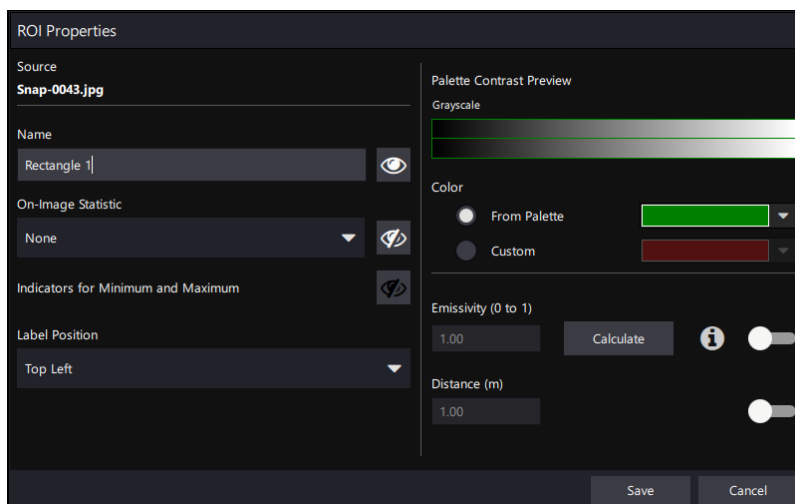 ROI Properties
Source
Snap-0043.jpg
Name
Rectangle 1
On-Image Statistic
None
Indicators for Minimum and Maximum
Label Position
Top Left
Palette Contrast Preview
Grayscale
Color
From Palette
Custom
Emissivity (0 to 1)
1.00 Calculate
Distance (m)
1.00
Save Cancel